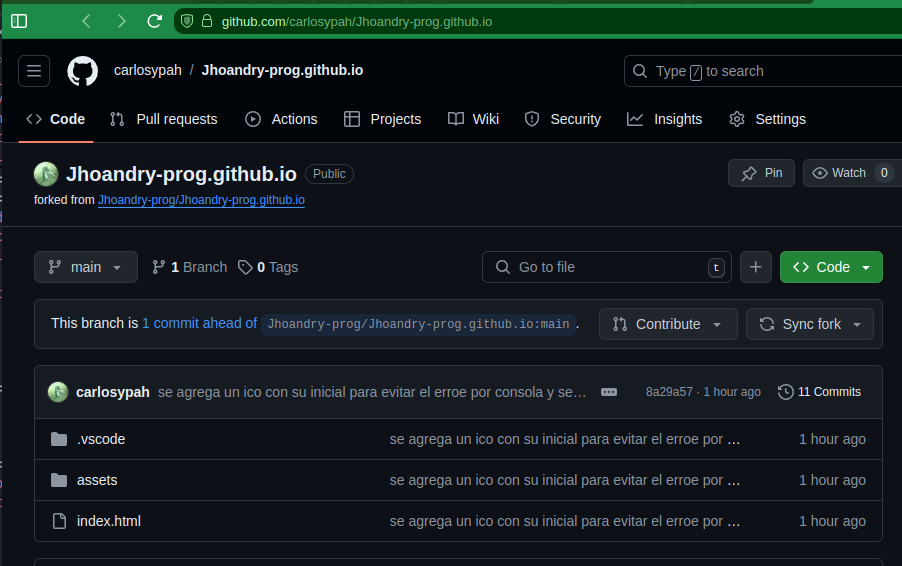 github.com/carlosypah/Jhoandry-prog.github.io
carlosypah / Jhoandry-prog.github.io
Type / to search
Code Pull requests Actions Projects Wiki Security Insights Settings
Jhoandry-prog.github.io Public
Pin Watch 0
forked from Jhoandry-prog/Jhoandry-prog.github.io
main 1 Branch 0 Tags Go to file t + Code
This branch is 1 commit ahead of Jhoandry-prog/Jhoandry-prog.github.io:main.
Contribute Sync fork
carlosypah se agrega un ico con su inicial para evitar el erroe por consola y se… 8a29a57 · 1 hour ago 11 Commits
.vscode se agrega un ico con su inicial para evitar el erroe por … 1 hour ago
assets se agrega un ico con su inicial para evitar el erroe por … 1 hour ago
index.html se agrega un ico con su inicial para evitar el erroe por … 1 hour ago